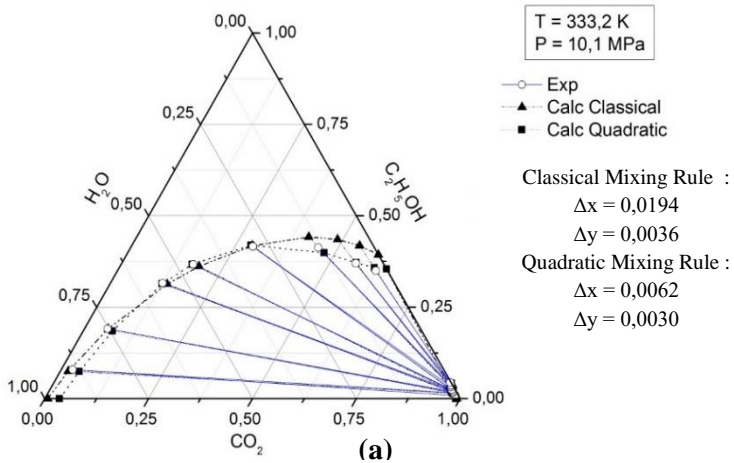 T = 333,2 K
P = 10,1 MPa
Exp
Calc Classical
Calc Quadratic
Classical Mixing Rule :
Δx = 0,0194
Δy = 0,0036
Quadratic Mixing Rule :
Δx = 0,0062
Δy = 0,0030
0,00
1,00
0,25
0,75
H₂O
C₂H₅OH
0,50
0,50
0,75
0,25
1,00
0,00
0,00
0,25
0,50
0,75
1,00
CO₂
(a)